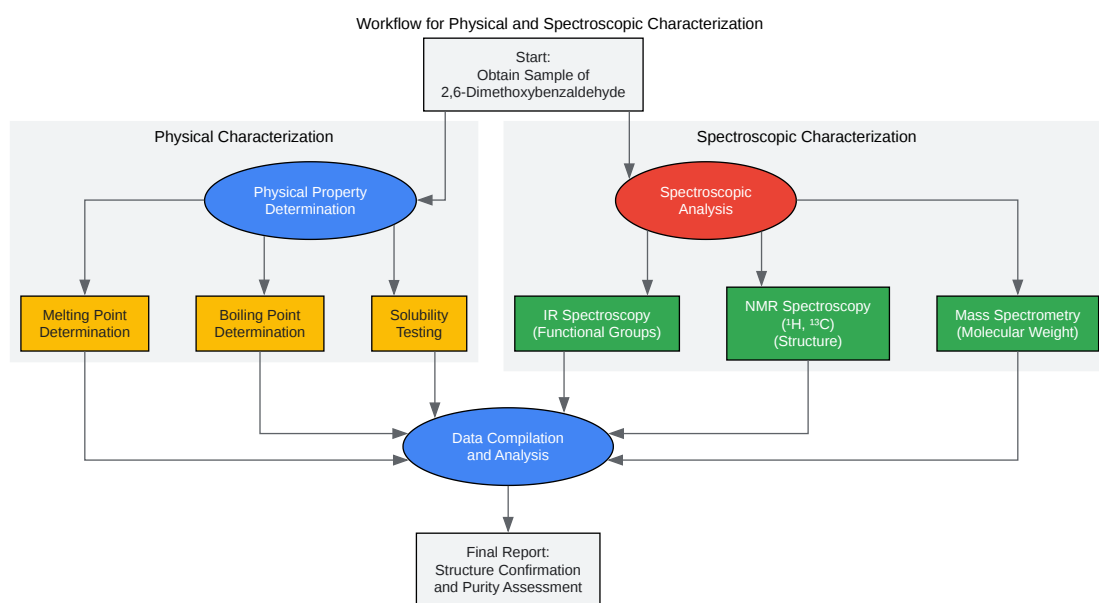 Workflow for Physical and Spectroscopic Characterization
Start:
Obtain Sample of
2,6-Dimethoxybenzaldehyde
Physical Characterization
Spectroscopic Characterization
Physical Property
Determination
Spectroscopic
Analysis
Melting Point
Determination
Boiling Point
Determination
Solubility
Testing
IR Spectroscopy
(Functional Groups)
NMR Spectroscopy
(¹H, ¹³C)
(Structure)
Mass Spectrometry
(Molecular Weight)
Data Compilation
and Analysis
Final Report:
Structure Confirmation
and Purity Assessment